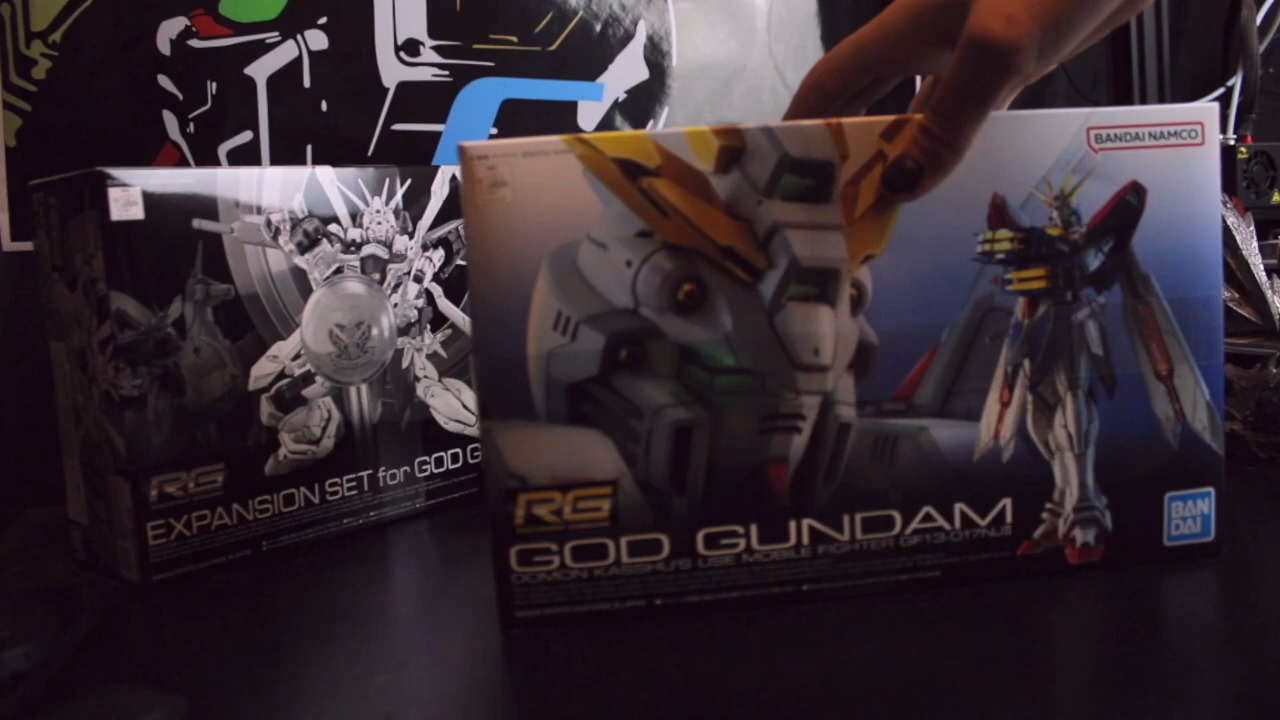 BANDAI NAMCO
RG
EXPANSION SET for GOD G
RG
GOD GUNDAM
DOMON KASSHU'S USE MOBILE FIGHTER GF13-017NJII
BAN
DAI